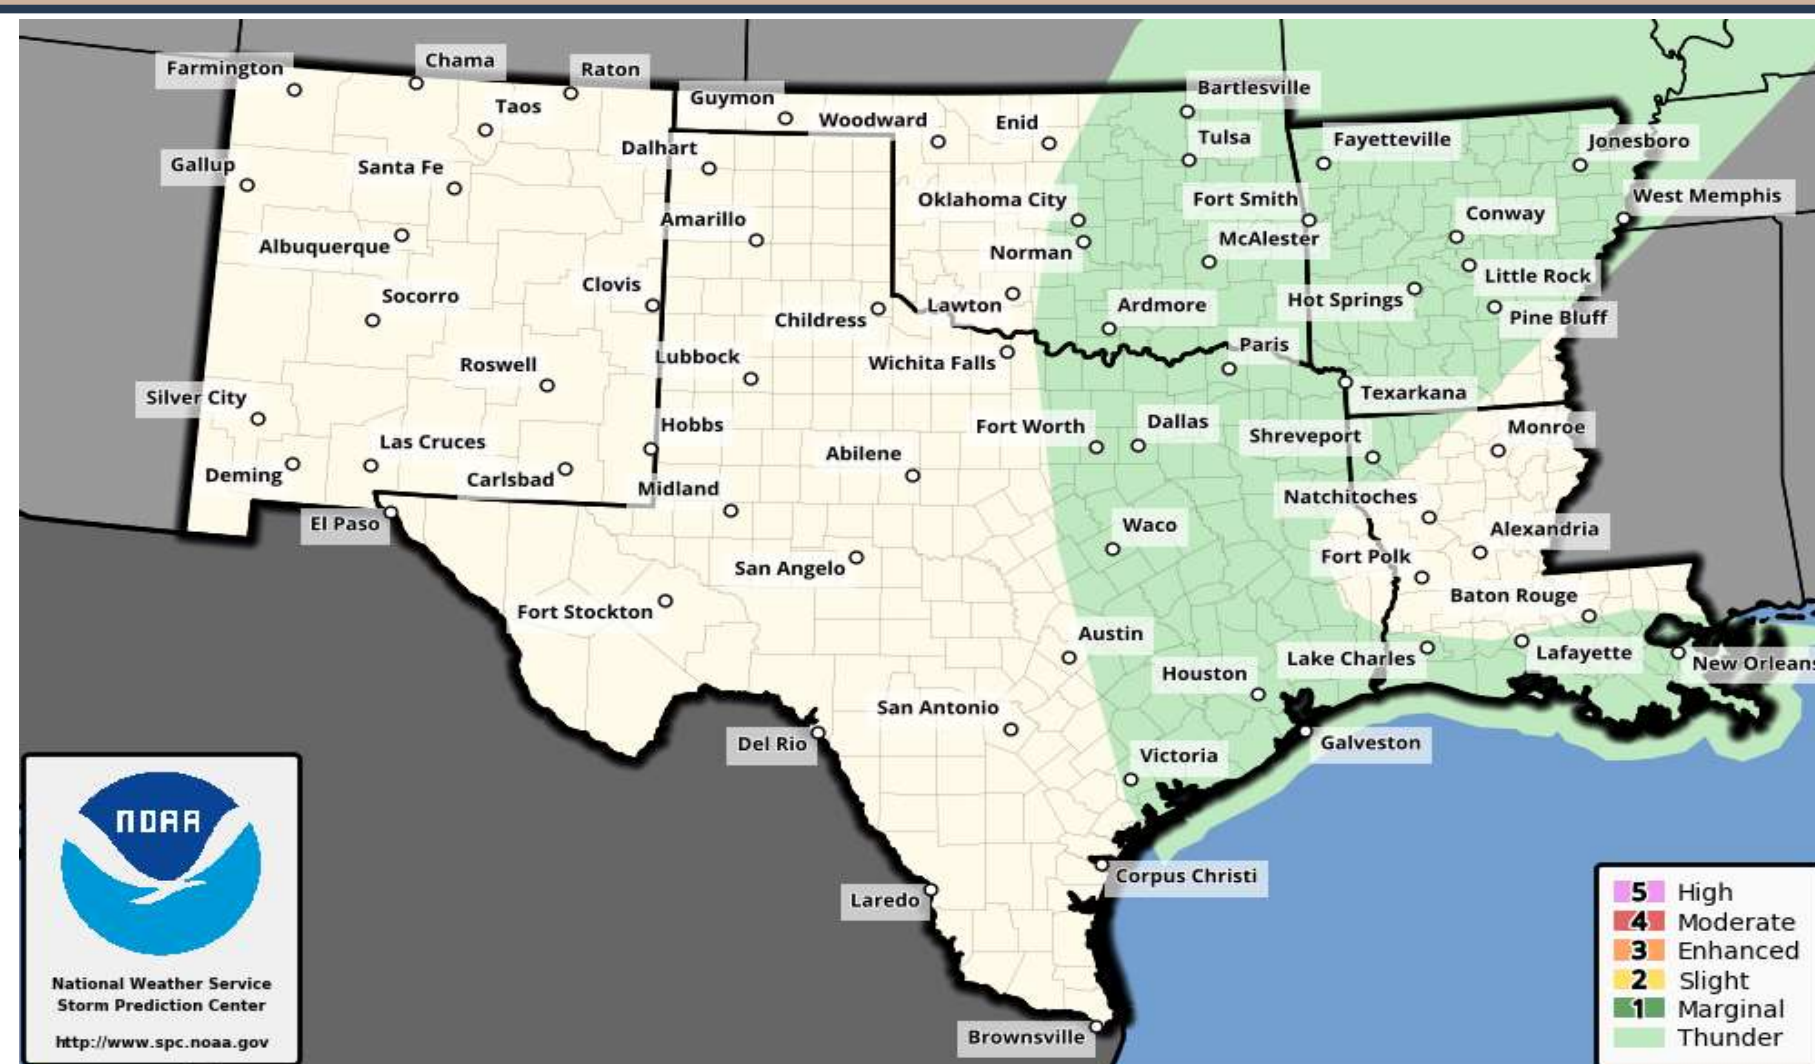 Farmington
Chama
Raton
Taos
Guymon
Woodward
Enid
Bartlesville
Tulsa
Fayetteville
Jonesboro
Gallup
Santa Fe
Dalhart
Oklahoma City
Fort Smith
West Memphis
Albuquerque
Amarillo
Norman
McAlester
Conway
Socorro
Clovis
Childress
Lawton
Ardmore
Hot Springs
Little Rock
Pine Bluff
Roswell
Lubbock
Wichita Falls
Paris
Texarkana
Silver City
Las Cruces
Hobbs
Fort Worth
Dallas
Shreveport
Monroe
Deming
Carlsbad
Midland
Abilene
Natchitoches
El Paso
Waco
Alexandria
San Angelo
Fort Polk
Fort Stockton
Baton Rouge
Austin
Lake Charles
Lafayette
New Orleans
Houston
San Antonio
Del Rio
Galveston
Victoria
Laredo
Corpus Christi
Brownsville
NOAA
National Weather Service
Storm Prediction Center
http://www.spc.noaa.gov
5 High
4 Moderate
3 Enhanced
2 Slight
1 Marginal
Thunder